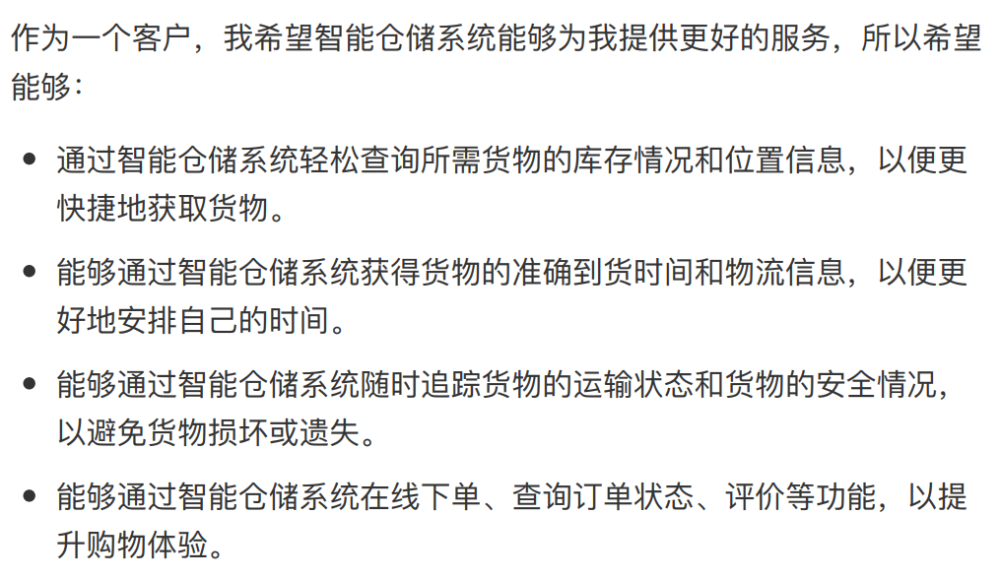 作为一个客户，我希望智能仓储系统能够为我提供更好的服务，所以希望
能够：
● 通过智能仓储系统轻松查询所需货物的库存情况和位置信息，以便更
快捷地获取货物。
● 能够通过智能仓储系统获得货物的准确到货时间和物流信息，以便更
好地安排自己的时间。
● 能够通过智能仓储系统随时追踪货物的运输状态和货物的安全情况，
以避免货物损坏或遗失。
● 能够通过智能仓储系统在线下单、查询订单状态、评价等功能，以提
升购物体验。